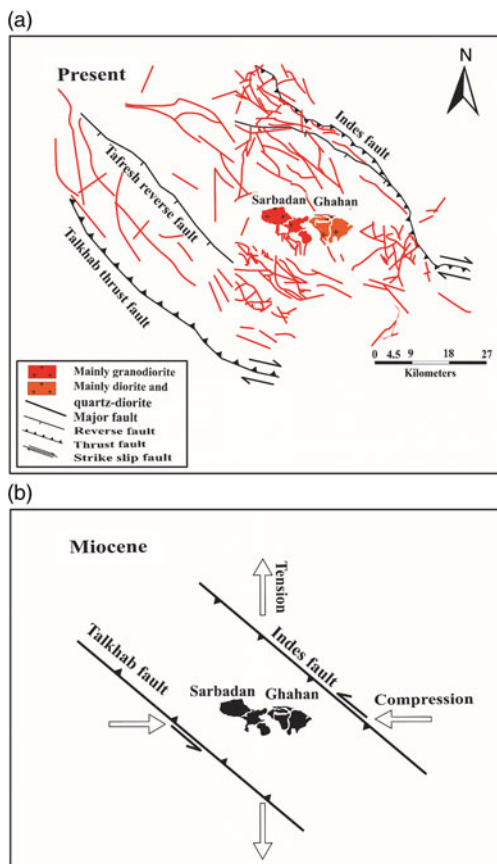 (a)
N
Present
Indes fault
Tafresh reverse fault
Sarbadan
Ghahan
Talkhab thrust fault
0 4.5 9 18 27
Kilometers
Mainly granodiorite
Mainly diorite and
quartz-diorite
Major fault
Reverse fault
Thrust fault
Strike slip fault
(b)
Miocene
Tension
Talkhab fault
Indes fault
Sarbadan
Ghahan
Compression